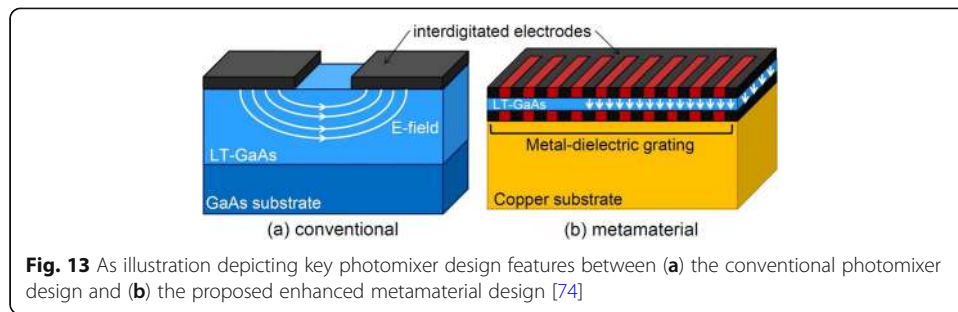 interdigitated electrodes
E-field
LT-GaAs
GaAs substrate
(a) conventional
LT-GaAs
Metal-dielectric grating
Copper substrate
(b) metamaterial
Fig. 13 As illustration depicting key photomixer design features between (a) the conventional photomixer
design and (b) the proposed enhanced metamaterial design [74]